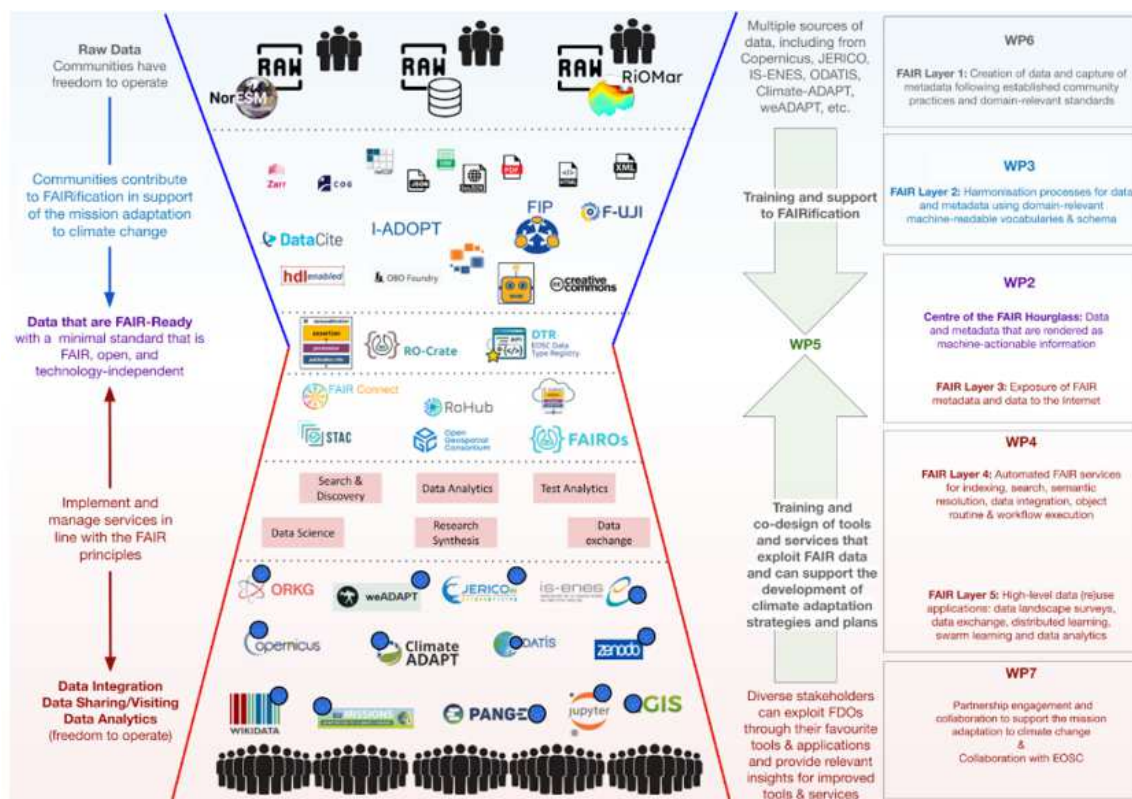 Raw Data
Communities have
freedom to operate
Communities contribute
to FAIRification in support
of the mission adaptation
to climate change
Data that are FAIR-Ready
with a minimal standard that is
FAIR, open, and
technology-independent
Implement and
manage services in
line with the FAIR
principles
Data Integration
Data Sharing/Visiting
Data Analytics
(freedom to operate)
RAW
RAW
RAW
NorESM
RiOMar
Zarr
COG
JSON
PDF
HTML
XML
DataCite
I-ADOPT
FIP
F-UJI
hdl enabled
OBO Foundry
creative
commons
assertion
RO-Crate
DTR
EOSC Data
Type Registry
FAIR Connect
RoHub
STAC
Open
Geospatial
Consortium
FAIROs
Search &
Discovery
Data Analytics
Test Analytics
Data Science
Research
Synthesis
Data
exchange
ORKG
weADAPT
JERICO
is-enes
opernicus
Climate
ADAPT
DATIS
zenodo
WIKIDATA
MISSIONS
PANGE
jupyter
GIS
Multiple sources of
data, including from
Copernicus, JERICO,
IS-ENES, ODATIS,
Climate-ADAPT,
weADAPT, etc.
Training and support
to FAIRification
WP5
Training and
co-design of tools
and services that
exploit FAIR data
and can support the
development of
climate adaptation
strategies and plans
Diverse stakeholders
can exploit FDOs
through their favourite
tools & applications
and provide relevant
insights for improved
tools & services
WP6
FAIR Layer 1: Creation of data and capture of
metadata following established community
practices and domain-relevant standards
WP3
FAIR Layer 2: Harmonisation processes for data
and metadata using domain-relevant
machine-readable vocabularies & schema
WP2
Centre of the FAIR Hourglass: Data
and metadata that are rendered as
machine-actionable information
FAIR Layer 3: Exposure of FAIR
metadata and data to the Internet
WP4
FAIR Layer 4: Automated FAIR services
for indexing, search, semantic
resolution, data integration, object
routine & workflow execution
FAIR Layer 5: High-level data (re)use
applications: data landscape surveys,
data exchange, distributed learning,
swarm learning and data analytics
WP7
Partnership engagement and
collaboration to support the mission
adaptation to climate change
&
Collaboration with EOSC